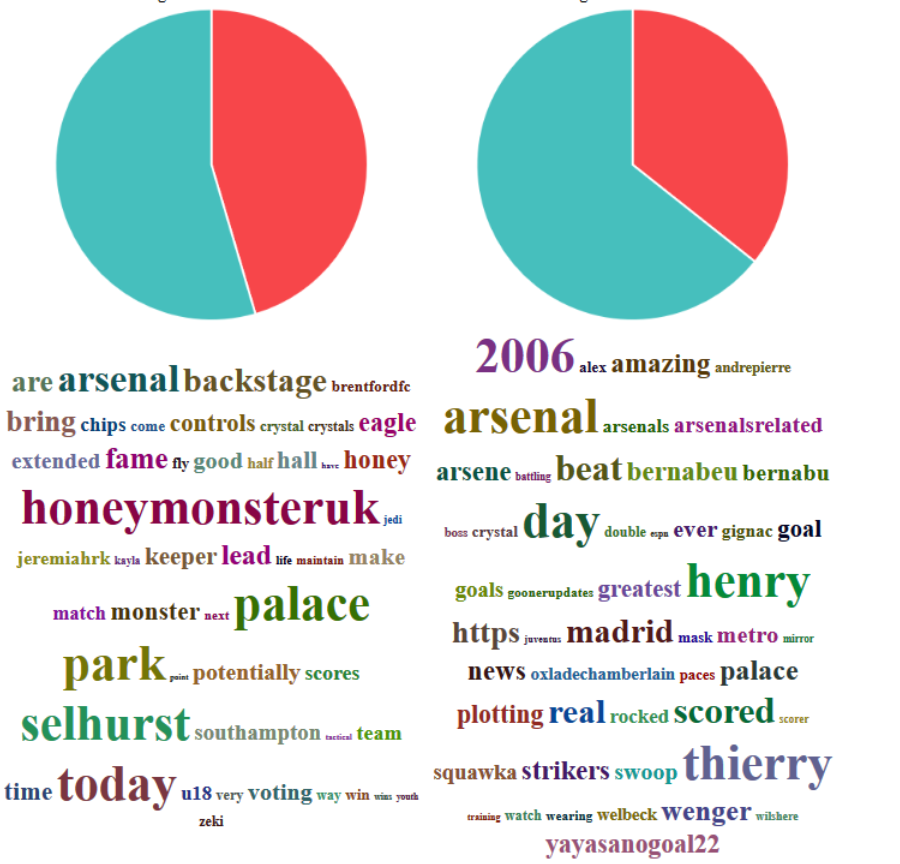 are arsenal backstage brentfordfc
bring chips come controls crystal crystals eagle
extended fame fly good half hall have honey
honeymonsteruk jedi
jeremiahrk kayla keeper lead life maintain make
match monster next palace
park point potentially scores
selhurst southampton tactical team
time today u18 very voting way win wins youth
zeki
2006 alex amazing andrepierre
arsenal arsenals arsenalsrelated
arsene battling beat bernabeu bernabu
boss crystal day double espn ever gignac goal
goals goonerupdates greatest henry
https juventus madrid mask metro mirror
news oxladechamberlain paces palace
plotting real rocked scored scorer
squawka strikers swoop thierry
training watch wearing welbeck wenger wilshere
yayasanogoal22